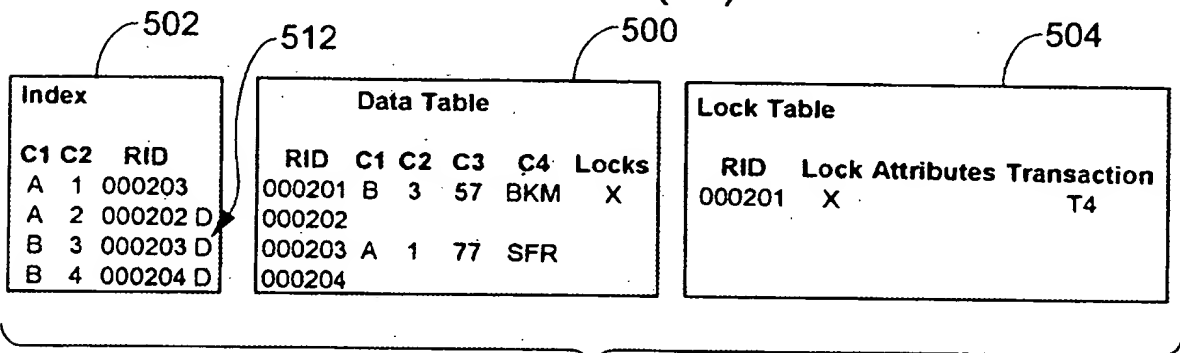 502
512
500
504
Index
C1 C2 RID
A 1 000203
A 2 000202 D
B 3 000203 D
B 4 000204 D
Data Table
RID C1 C2 C3 C4 Locks
000201 B 3 57 BKM X
000202
000203 A 1 77 SFR
000204
Lock Table
RID Lock Attributes Transaction
000201 X T4